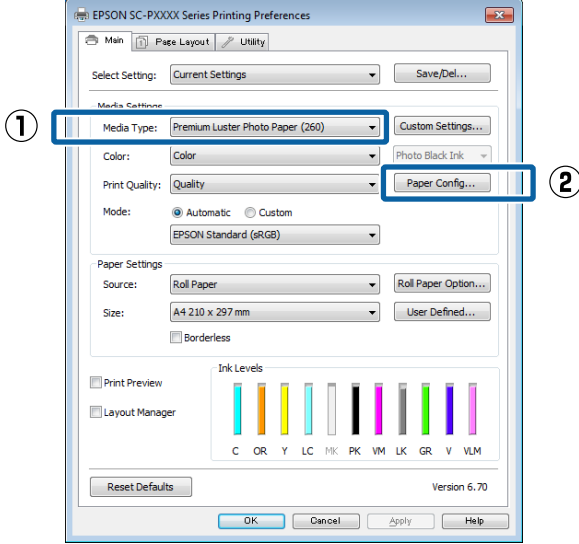 EPSON SC-PXXXX Series Printing Preferences
Main Page Layout Utility
Select Setting: Current Settings Save/Del...
Media Settings
1 Media Type: Premium Luster Photo Paper (260) Custom Settings...
Color: Color Photo Black Ink
Print Quality: Quality Paper Config... 2
Mode: Automatic Custom
EPSON Standard (sRGB)
Paper Settings
Source: Roll Paper Roll Paper Option...
Size: A4 210 x 297 mm User Defined...
Borderless
Ink Levels
Print Preview
Layout Manager
C OR Y LC MK PK VM LK GR V VLM
Reset Defaults Version 6.70
OK Cancel Apply Help